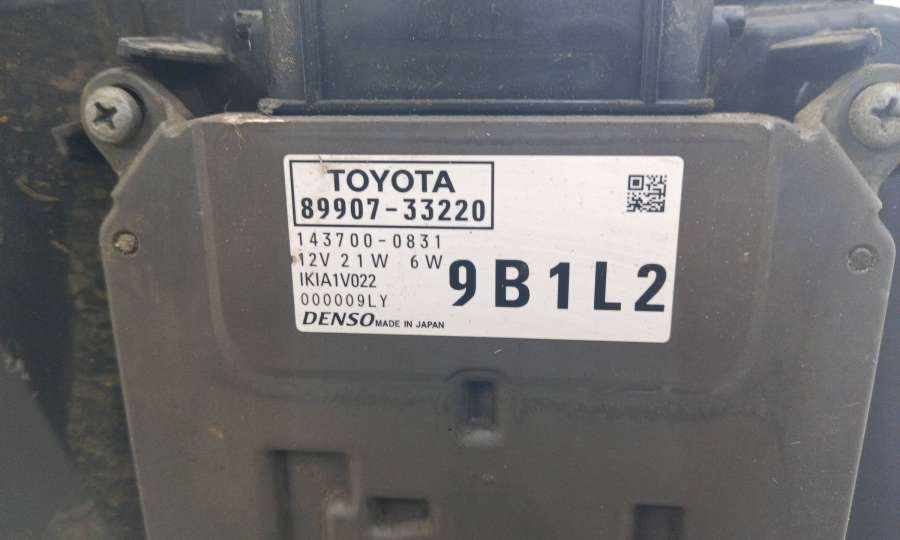 TOYOTA
89907-33220
143700-0831
12V 21W 6W
IKIA1V022
000009LY
9B1L2
DENSO MADE IN JAPAN